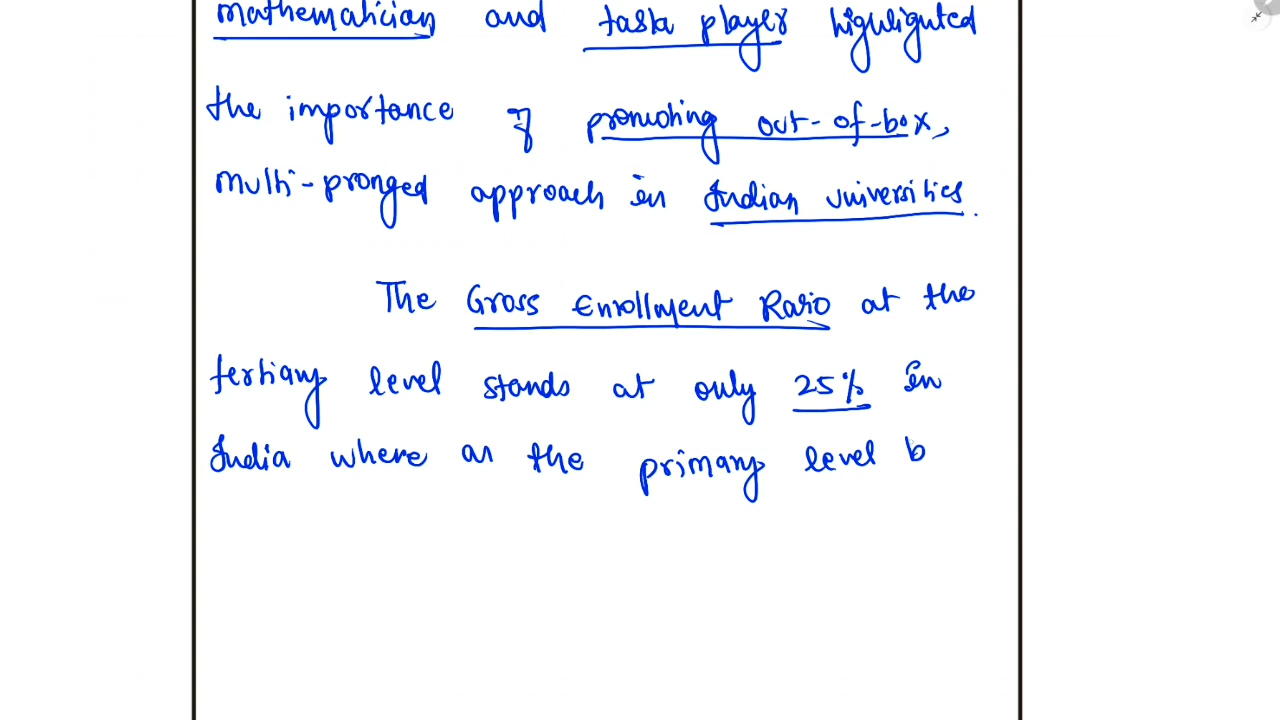 mathematician and tabla player highlighted
the importance of promoting out-of-box,
multi-pronged approach in Indian universities.
The Gross Enrollment Ratio at the
tertiary level stands at only 25% in
India where as the primary level b